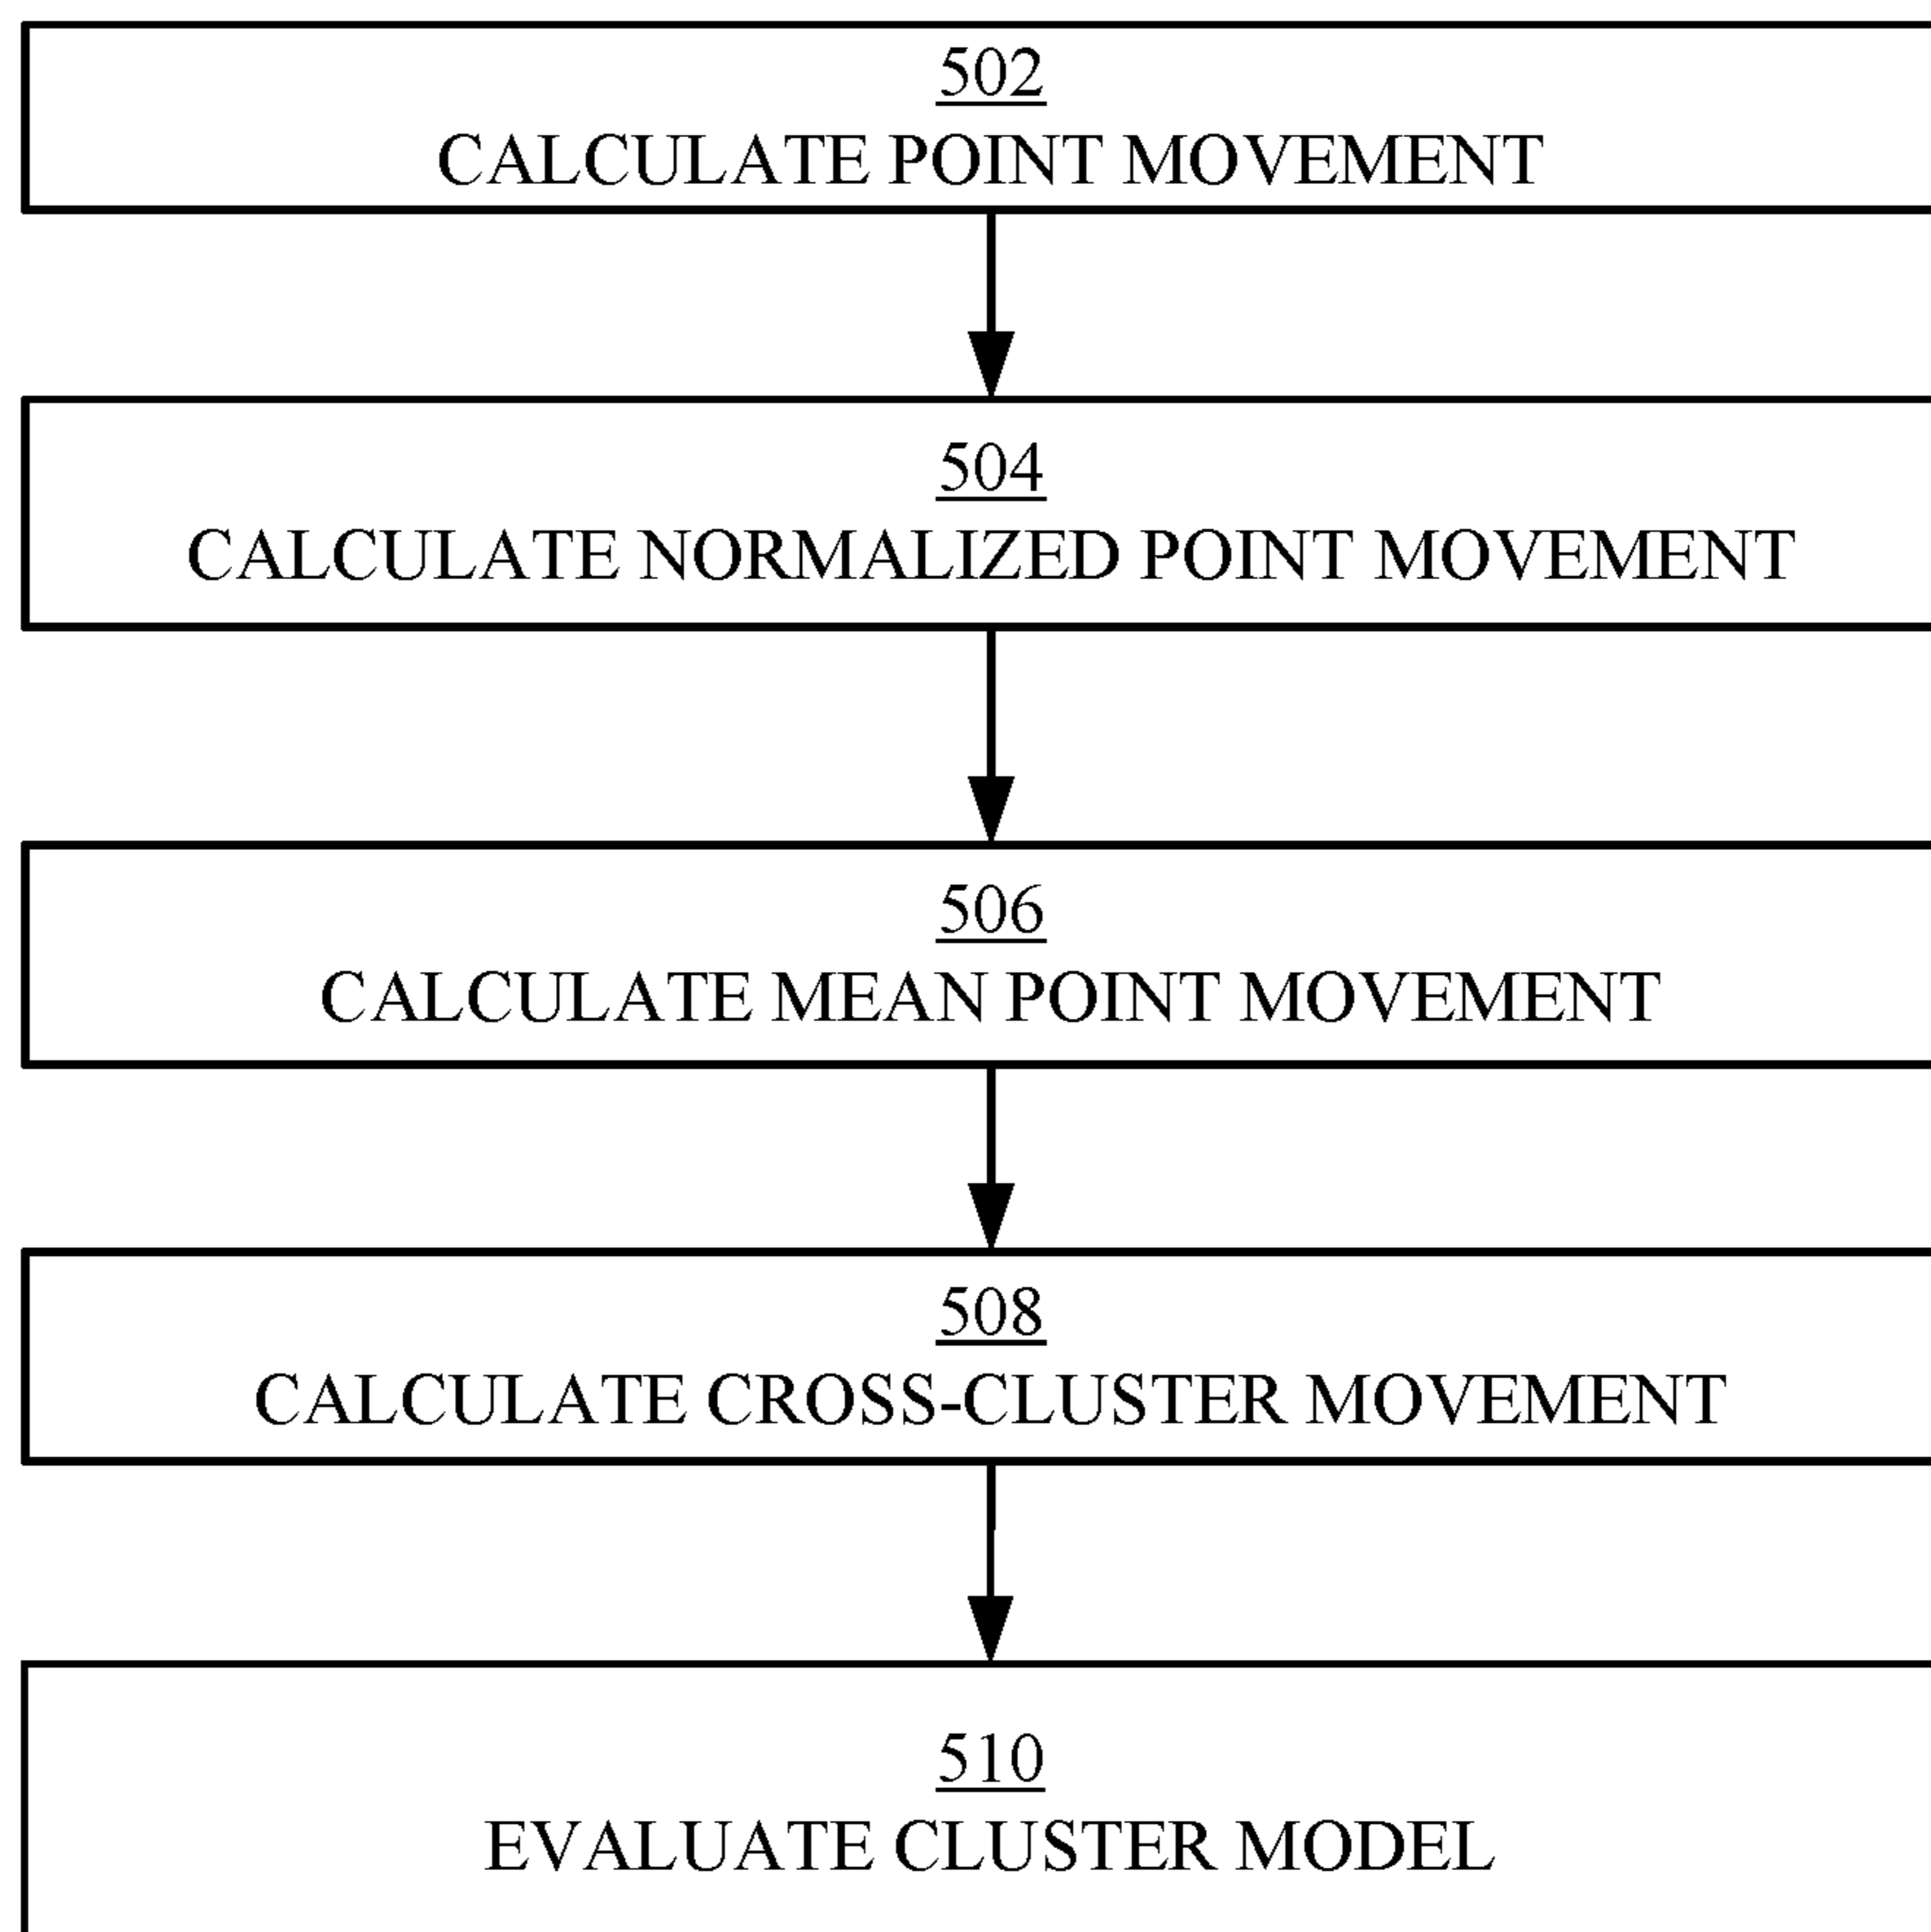 502
CALCULATE POINT MOVEMENT
504
CALCULATE NORMALIZED POINT MOVEMENT
506
CALCULATE MEAN POINT MOVEMENT
508
CALCULATE CROSS-CLUSTER MOVEMENT
510
EVALUATE CLUSTER MODEL